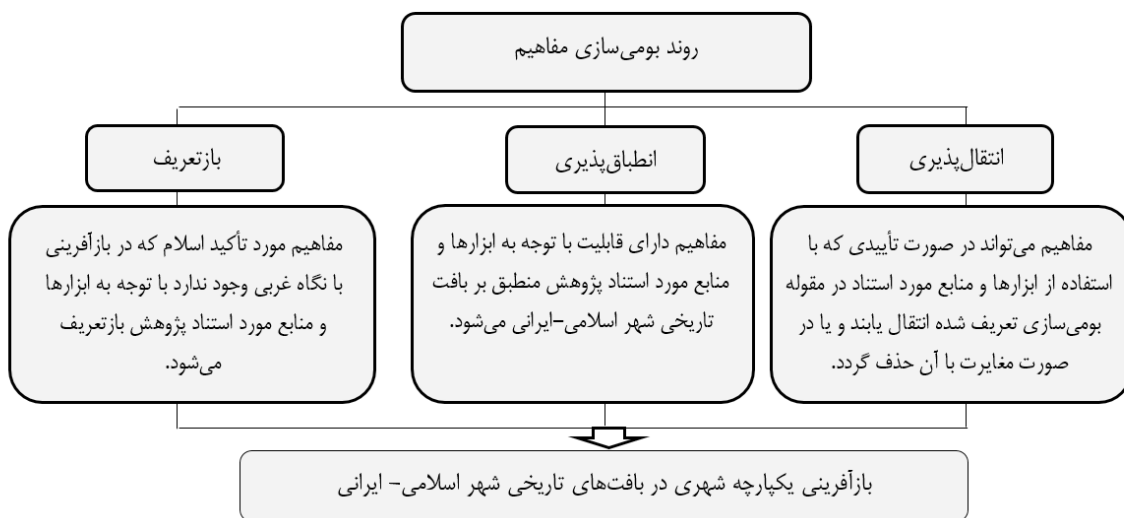 روند بومی‌سازی مفاهیم
انتقال‌پذیری
انطباق‌پذیری
بازتعریف
مفاهیم می‌تواند در صورت تأییدی که با
استفاده از ابزارها و منابع مورد استناد در مقوله
بومی‌سازی تعریف شده انتقال یابند و یا در
صورت مغایرت با آن حذف گردد.
مفاهیم دارای قابلیت با توجه به ابزارها و
منابع مورد استناد پژوهش منطبق بر بافت
تاریخی شهر اسلامی–ایرانی می‌شود.
مفاهیم مورد تأکید اسلام که در بازآفرینی
با نگاه غربی وجود ندارد با توجه به ابزارها
و منابع مورد استناد پژوهش بازتعریف
می‌شود.
بازآفرینی یکپارچه شهری در بافت‌های تاریخی شهر اسلامی– ایرانی